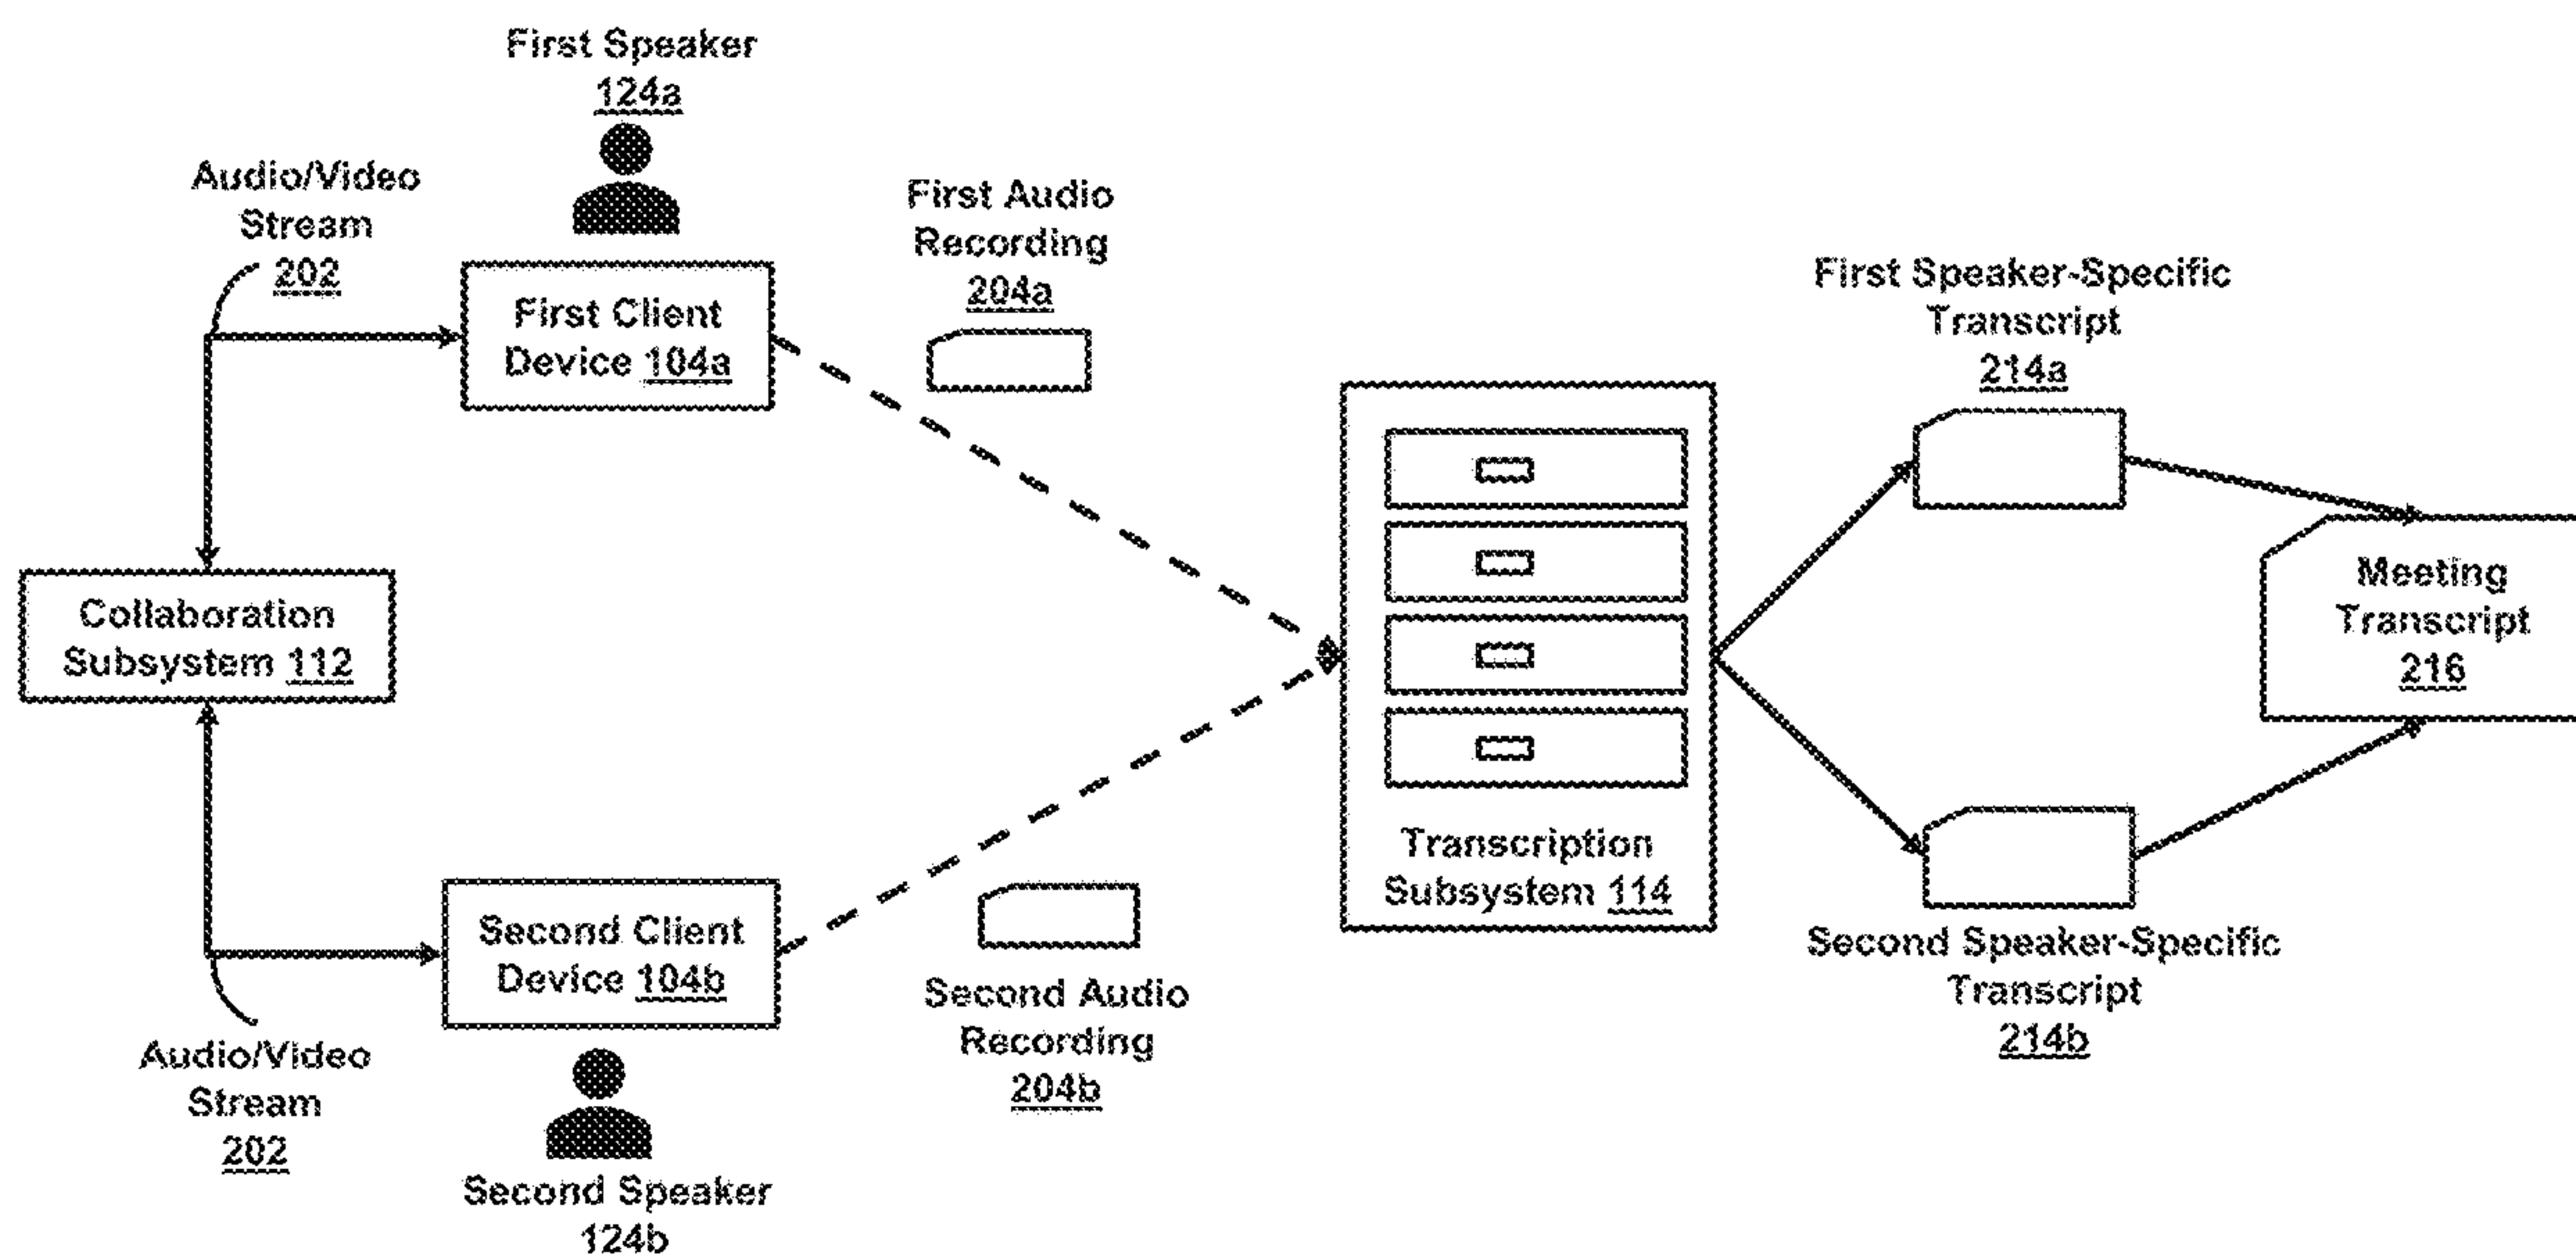 First Speaker
124a
Audio/Video
Stream
202
First Client
Device 104a
First Audio
Recording
204a
Collaboration
Subsystem 112
Transcription
Subsystem 114
First Speaker-Specific
Transcript
214a
Meeting
Transcript
216
Second Client
Device 104b
Second Audio
Recording
204b
Second Speaker-Specific
Transcript
214b
Audio/Video
Stream
202
Second Speaker
124b